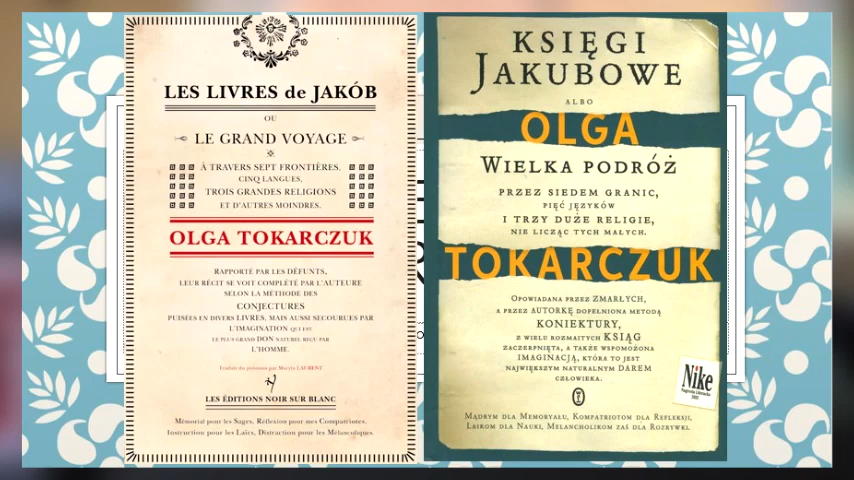 LES LIVRES de JAKÓB
OU
LE GRAND VOYAGE
À TRAVERS SEPT FRONTIÈRES,
CINQ LANGUES,
TROIS GRANDES RELIGIONS
ET D'AUTRES MOINDRES.
OLGA TOKARCZUK
RAPPORTÉ PAR LES DÉFUNTS,
LEUR RÉCIT SE VOIT COMPLÉTÉ PAR L'AUTEURE
SELON LA MÉTHODE DES
CONJECTURES
PUISÉES EN DIVERS LIVRES, MAIS AUSSI SECOURUES PAR
L'IMAGINATION QUI EST
LE PLUS GRAND DON NATUREL REÇU PAR
L'HOMME.
Traduit du polonais par Maryla LAURENT
LES ÉDITIONS NOIR SUR BLANC
Mémorial pour les Sages, Réflexion pour mes Compatriotes,
Instruction pour les Laïcs, Distraction pour les Mélancoliques.
KSIĘGI
JAKUBOWE
ALBO
OLGA
WIELKA PODRÓŻ
PRZEZ SIEDEM GRANIC,
PIĘĆ JĘZYKÓW
I TRZY DUŻE RELIGIE,
NIE LICZĄC TYCH MAŁYCH.
TOKARCZUK
OPOWIADANA PRZEZ ZMARŁYCH,
A PRZEZ AUTORKĘ DOPEŁNIONA METODĄ
KONIEKTURY,
Z WIELU ROZMAITYCH KSIĄG
ZACZERPNIĘTA, A TAKŻE WSPOMOŻONA
IMAGINACJĄ, KTÓRA TO JEST
NAJWIĘKSZYM NATURALNYM DAREM
CZŁOWIEKA.
Nike
MĄDRYM DLA MEMORYAŁU, KOMPATRIOTOM DLA REFLEKSJI,
LAIKOM DLA NAUKI, MELANCHOLIKOM ZAŚ DLA ROZRYWKI.